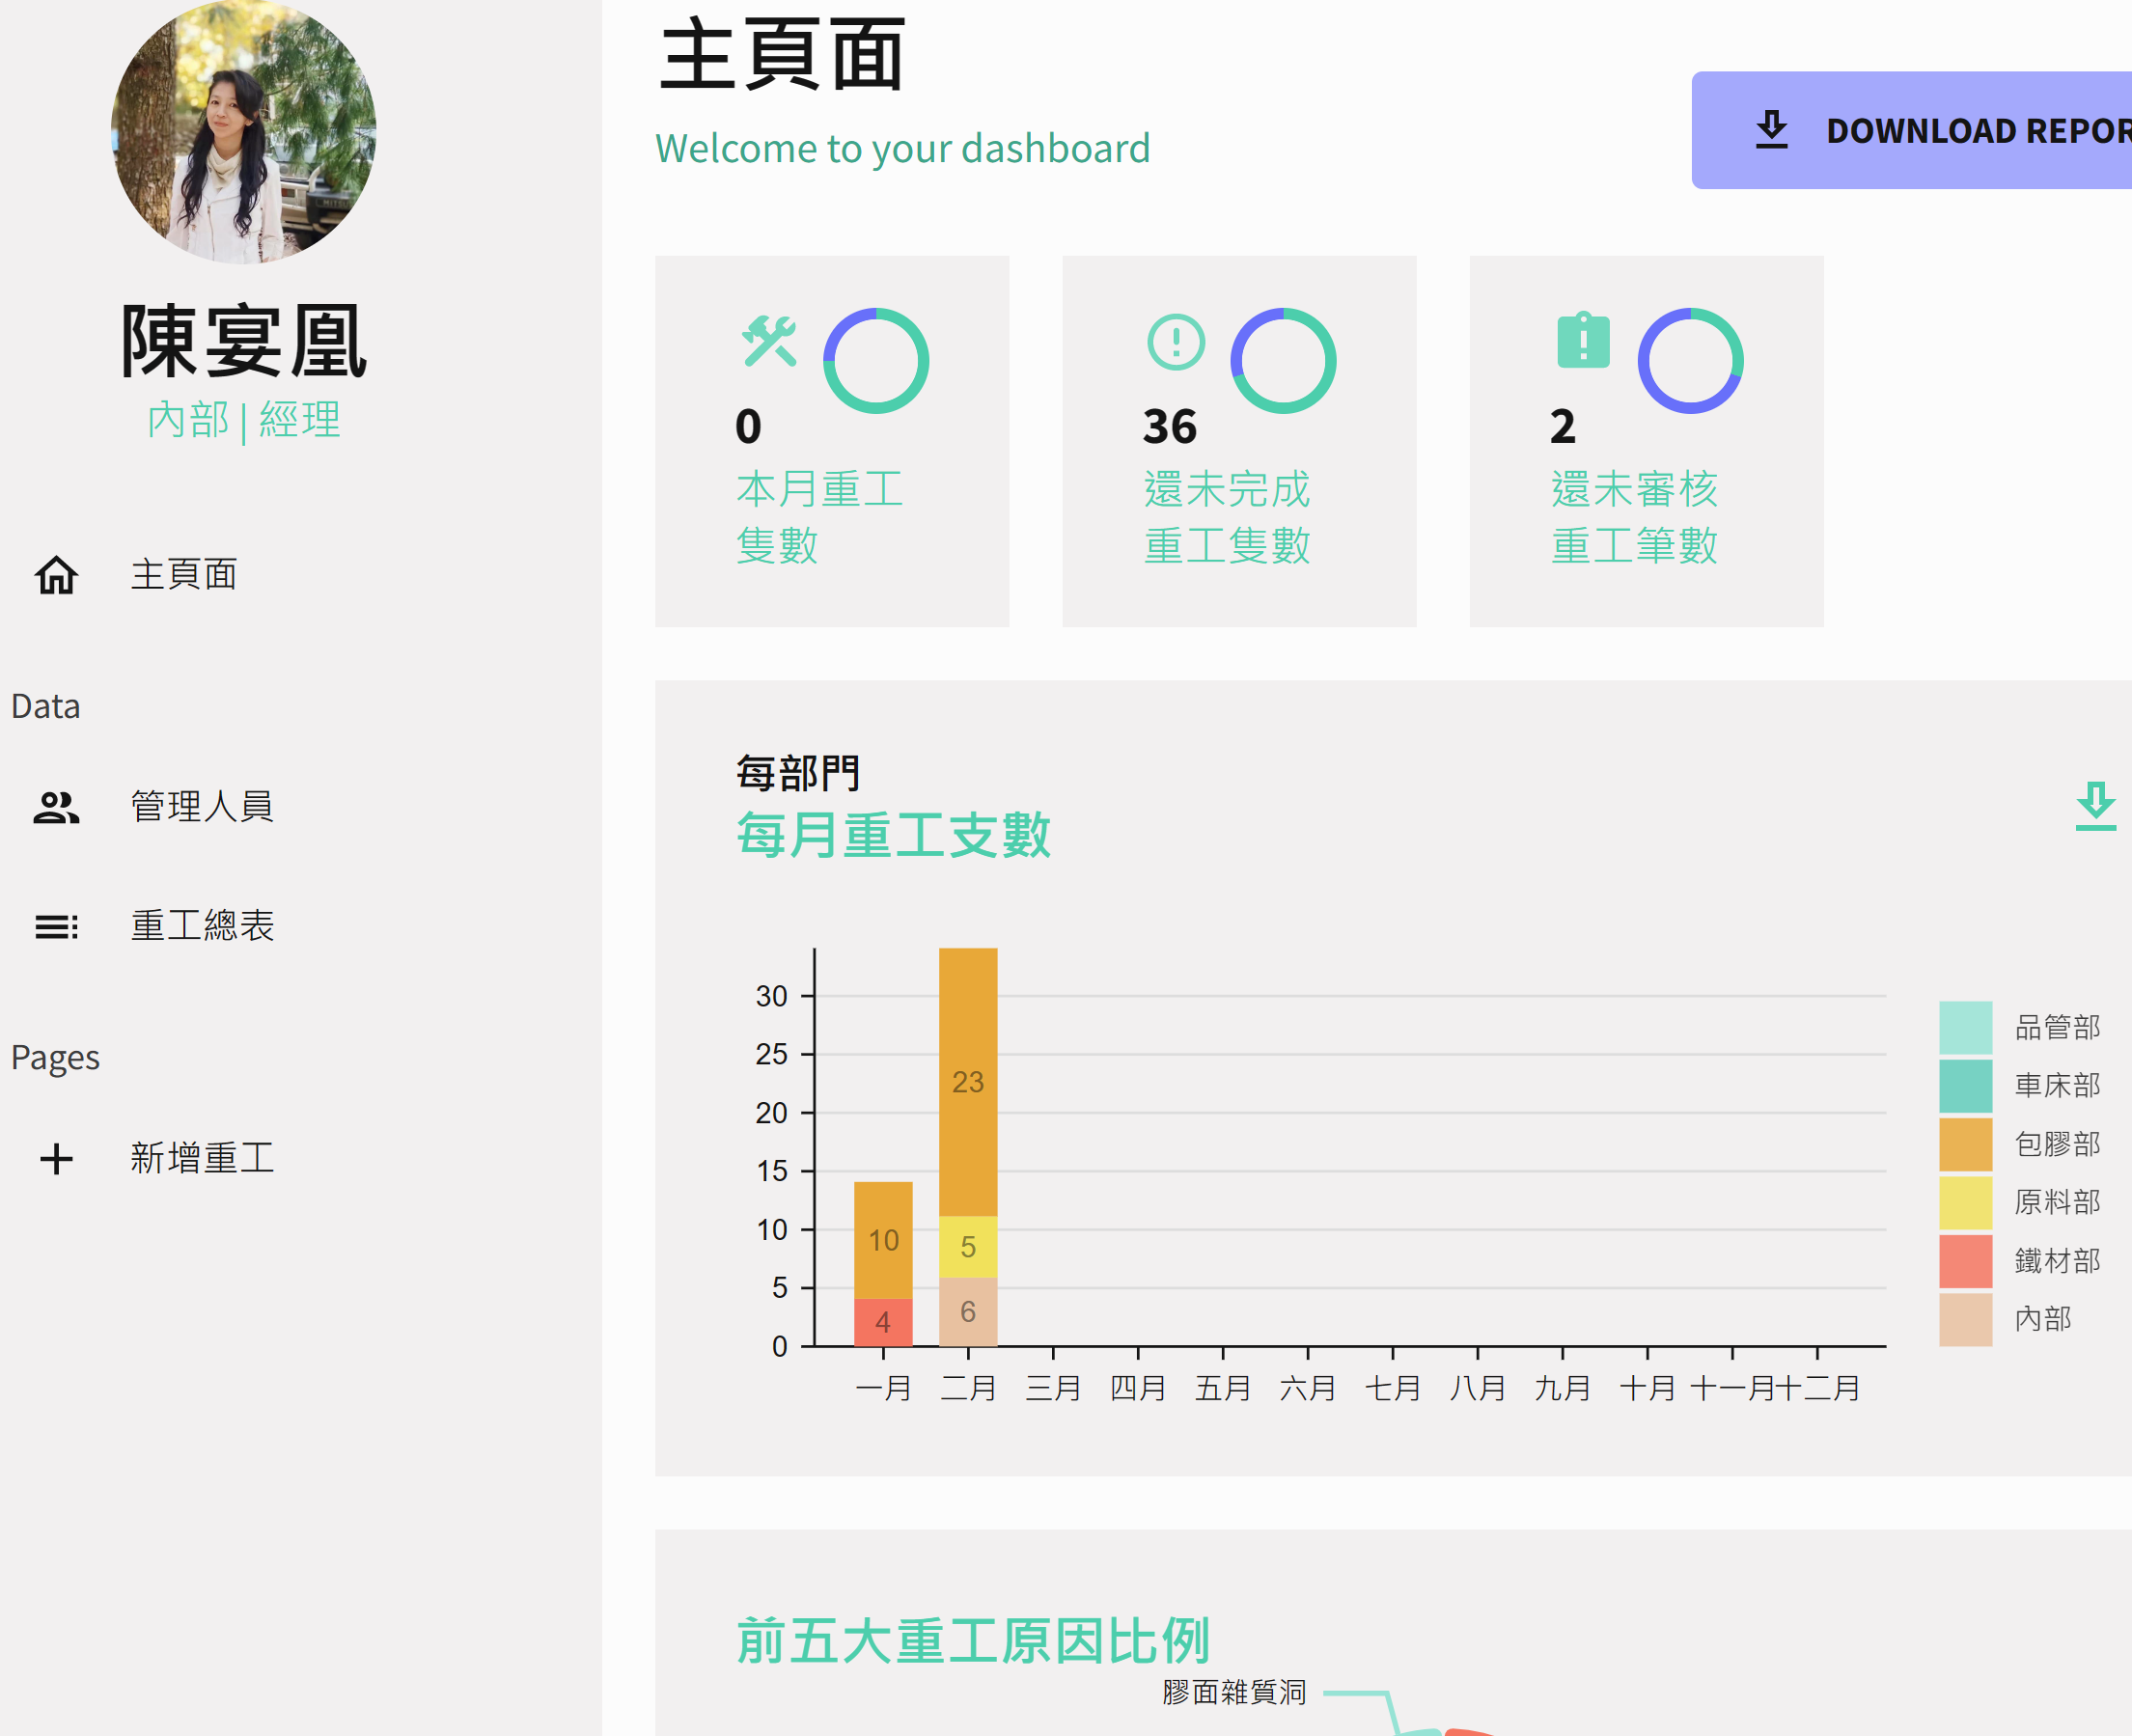 陳宴凰
內部 | 經理
主頁面
Data
管理人員
重工總表
Pages
新增重工
主頁面
Welcome to your dashboard
DOWNLOAD REPOR
0
本月重工
隻數
36
還未完成
重工隻數
2
還未審核
重工筆數
每部門
每月重工支數
30
25
20
15
10
5
0
10
4
23
5
6
一月 二月 三月 四月 五月 六月 七月 八月 九月 十月 十一月 十二月
品管部
車床部
包膠部
原料部
鐵材部
內部
前五大重工原因比例
膠面雜質洞